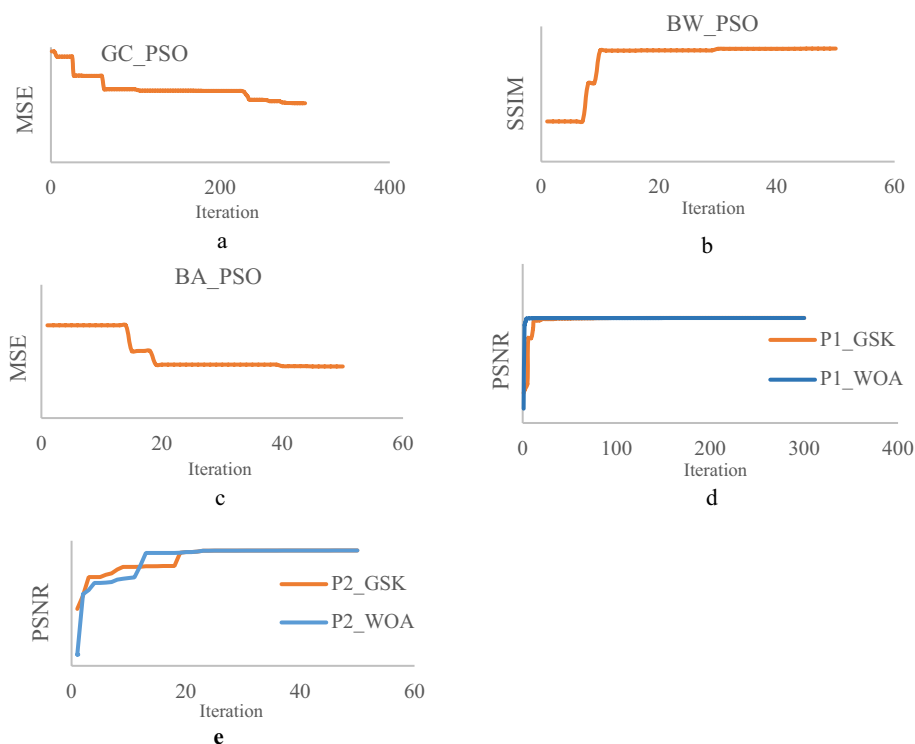 GC_PSO
MSE
0 200 400
Iteration
a
BW_PSO
SSIM
0 20 40 60
Iteration
b
BA_PSO
MSE
0 20 40 60
Iteration
c
PSNR
P1_GSK
P1_WOA
0 100 200 300 400
Iteration
d
PSNR
P2_GSK
P2_WOA
0 20 40 60
Iteration
e